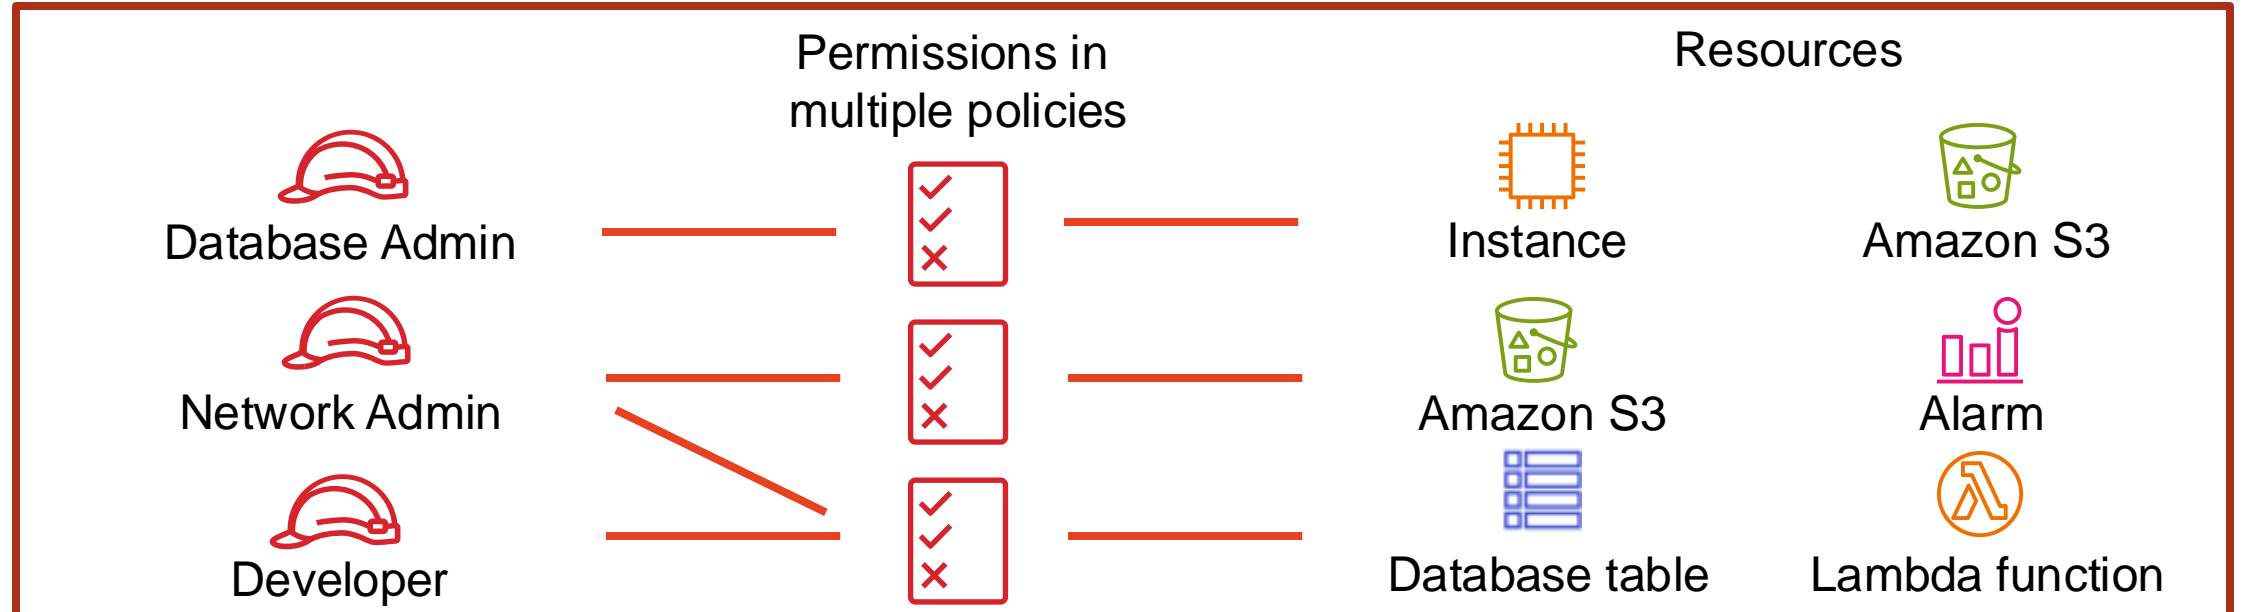 Permissions in
multiple policies
Resources
Database Admin
Instance
Amazon S3
Network Admin
Amazon S3
Alarm
Developer
Database table
Lambda function